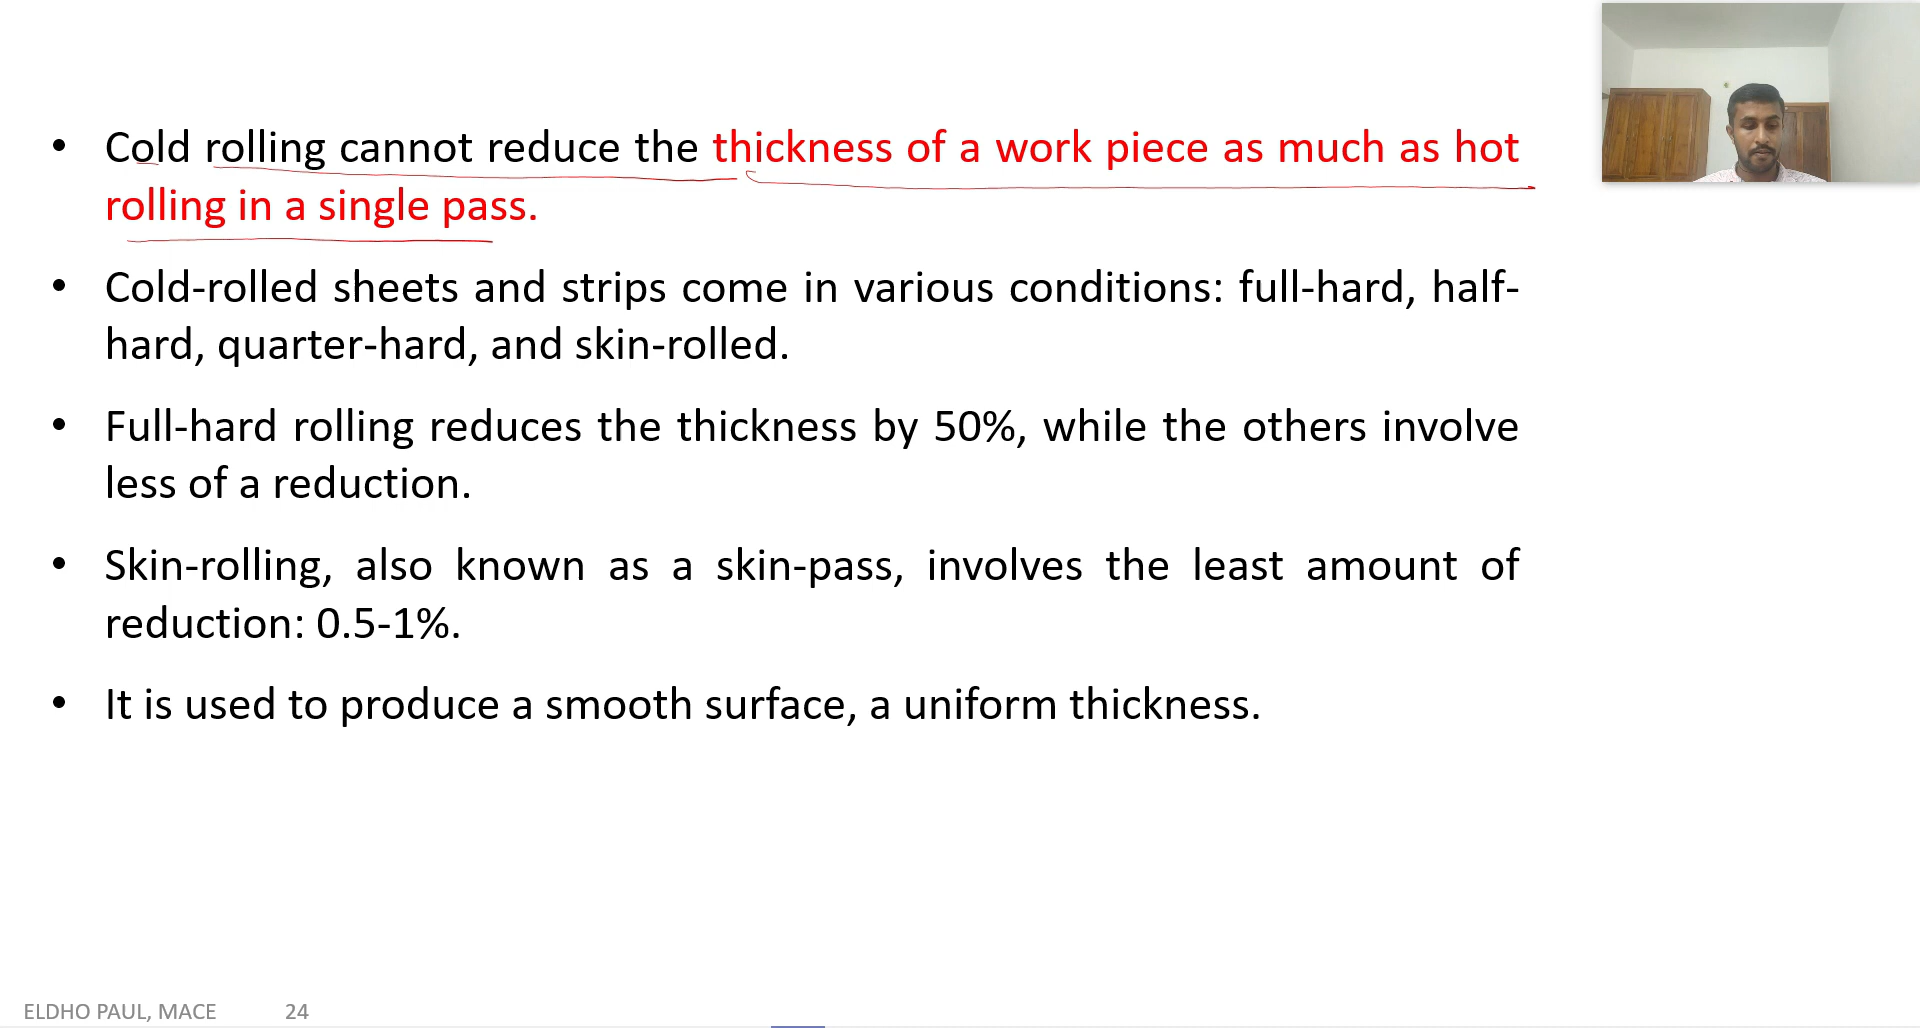 • Cold rolling cannot reduce the thickness of a work piece as much as hot
rolling in a single pass.
• Cold-rolled sheets and strips come in various conditions: full-hard, half-
hard, quarter-hard, and skin-rolled.
• Full-hard rolling reduces the thickness by 50%, while the others involve
less of a reduction.
• Skin-rolling, also known as a skin-pass, involves the least amount of
reduction: 0.5-1%.
• It is used to produce a smooth surface, a uniform thickness.
ELDHO PAUL, MACE 24